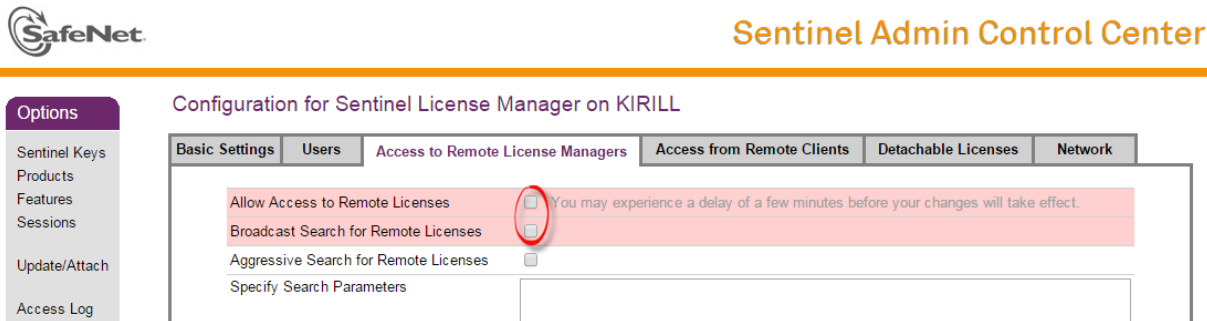 SafeNet.
Sentinel Admin Control Center
Options
Sentinel Keys
Products
Features
Sessions
Update/Attach
Access Log
Configuration for Sentinel License Manager on KIRILL
Basic Settings Users Access to Remote License Managers Access from Remote Clients Detachable Licenses Network
Allow Access to Remote Licenses You may experience a delay of a few minutes before your changes will take effect.
Broadcast Search for Remote Licenses
Aggressive Search for Remote Licenses
Specify Search Parameters